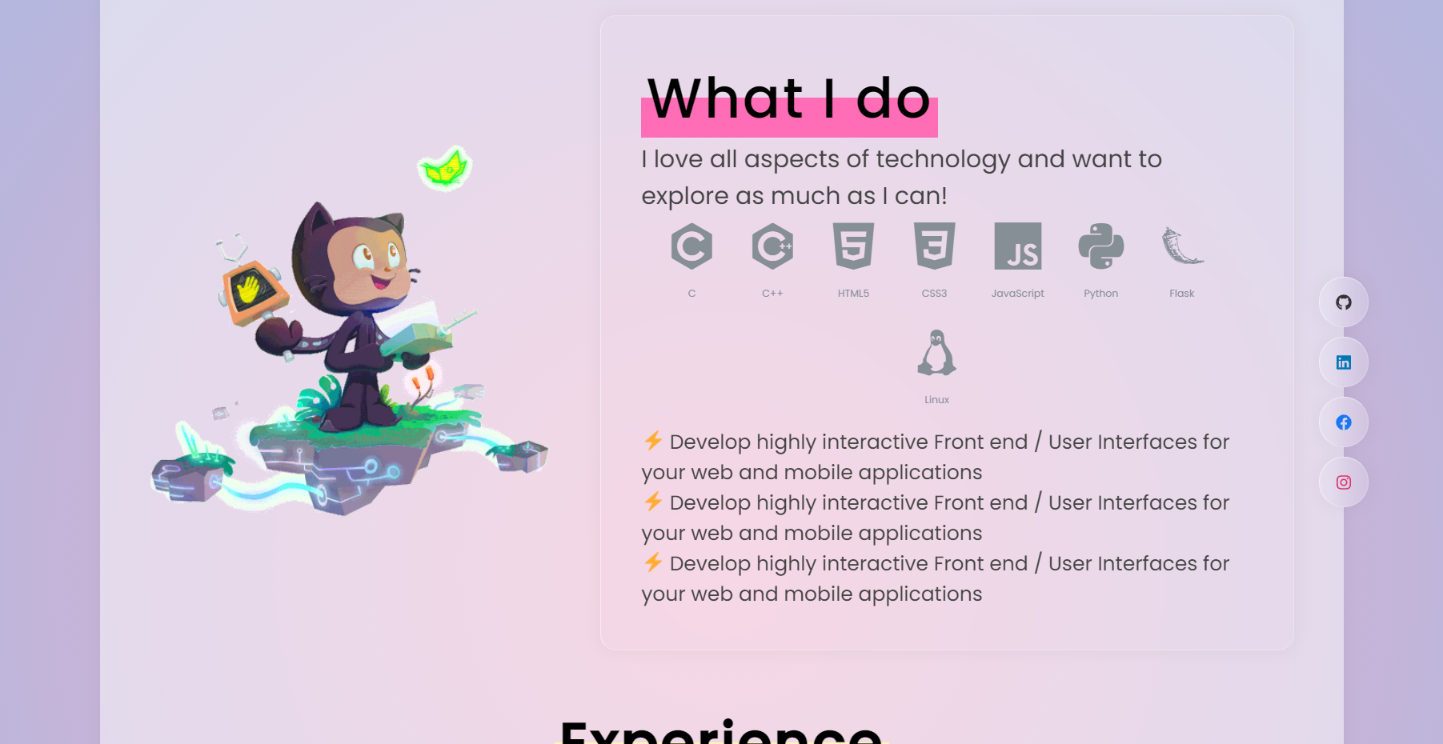 What I do
I love all aspects of technology and want to
explore as much as I can!
C C++ HTML5 CSS3 JavaScript Python Flask
Linux
⚡ Develop highly interactive Front end / User Interfaces for
your web and mobile applications
⚡ Develop highly interactive Front end / User Interfaces for
your web and mobile applications
⚡ Develop highly interactive Front end / User Interfaces for
your web and mobile applications
Experience